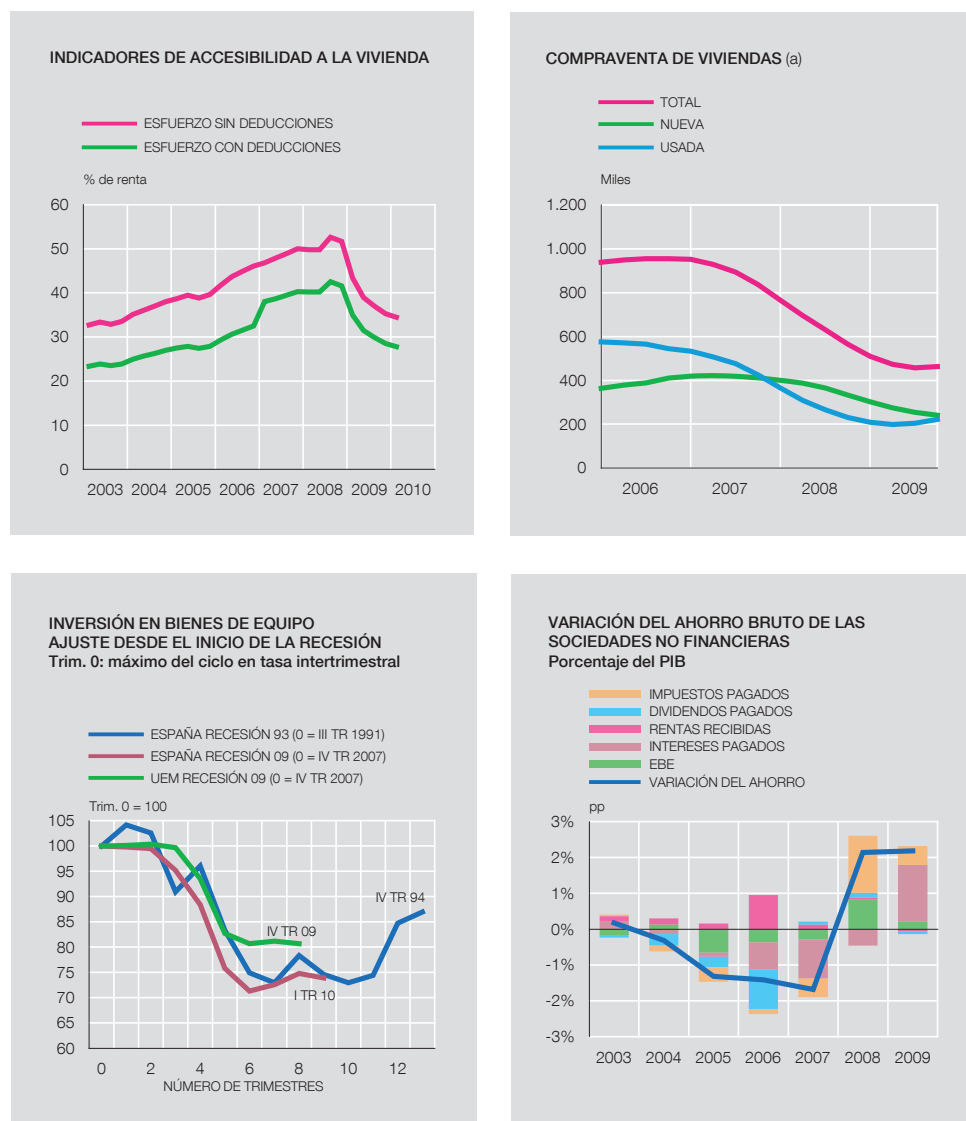 INDICADORES DE ACCESIBILIDAD A LA VIVIENDA
ESFUERZO SIN DEDUCCIONES
ESFUERZO CON DEDUCCIONES
% de renta
60
50
40
30
20
10
0
2003 2004 2005 2006 2007 2008 2009 2010
COMPRAVENTA DE VIVIENDAS (a)
TOTAL
NUEVA
USADA
Miles
1.200
1.000
800
600
400
200
0
2006 2007 2008 2009
INVERSIÓN EN BIENES DE EQUIPO
AJUSTE DESDE EL INICIO DE LA RECESIÓN
Trim. 0: máximo del ciclo en tasa intertrimestral
ESPAÑA RECESIÓN 93 (0 = III TR 1991)
ESPAÑA RECESIÓN 09 (0 = IV TR 2007)
UEM RECESIÓN 09 (0 = IV TR 2007)
Trim. 0 = 100
105
100
95
90
85
80
75
70
65
60
IV TR 94
IV TR 09
I TR 10
0 2 4 6 8 10 12
NÚMERO DE TRIMESTRES
VARIACIÓN DEL AHORRO BRUTO DE LAS
SOCIEDADES NO FINANCIERAS
Porcentaje del PIB
IMPUESTOS PAGADOS
DIVIDENDOS PAGADOS
RENTAS RECIBIDAS
INTERESES PAGADOS
EBE
VARIACIÓN DEL AHORRO
pp
3%
2%
1%
0%
-1%
-2%
-3%
2003 2004 2005 2006 2007 2008 2009